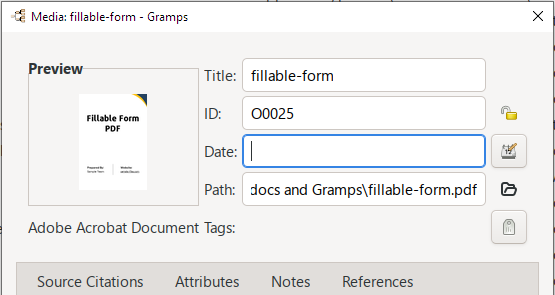 Media: fillable-form - Gramps
Preview
Fillable Form
PDF
Title: fillable-form
ID: O0025
Date:
Path: docs and Gramps\fillable-form.pdf
Adobe Acrobat Document Tags:
Source Citations Attributes Notes References